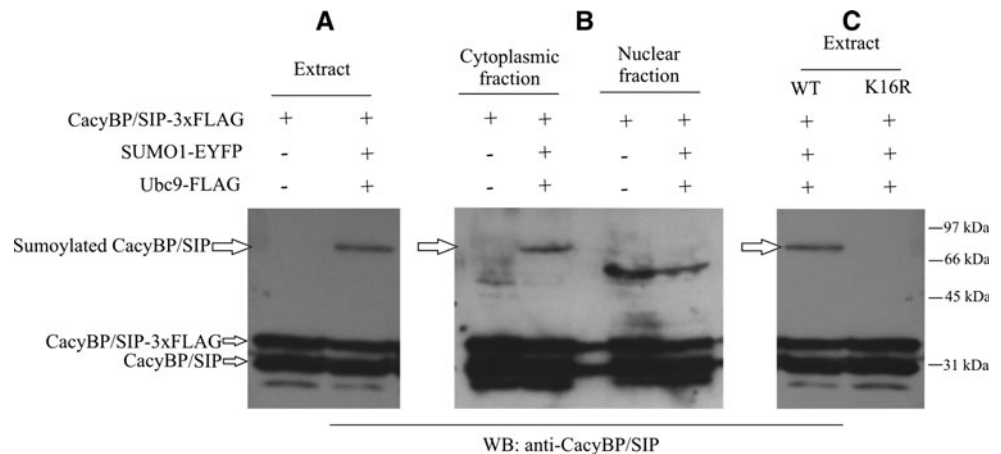 A B C
Extract Cytoplasmic fraction Nuclear fraction Extract
WT K16R
CacyBP/SIP-3xFLAG + + + + + + + +
SUMO1-EYFP - + - + - + + +
Ubc9-FLAG - + - + - + + +
Sumoylated CacyBP/SIP
CacyBP/SIP-3xFLAG
CacyBP/SIP
97 kDa
66 kDa
45 kDa
31 kDa
WB: anti-CacyBP/SIP